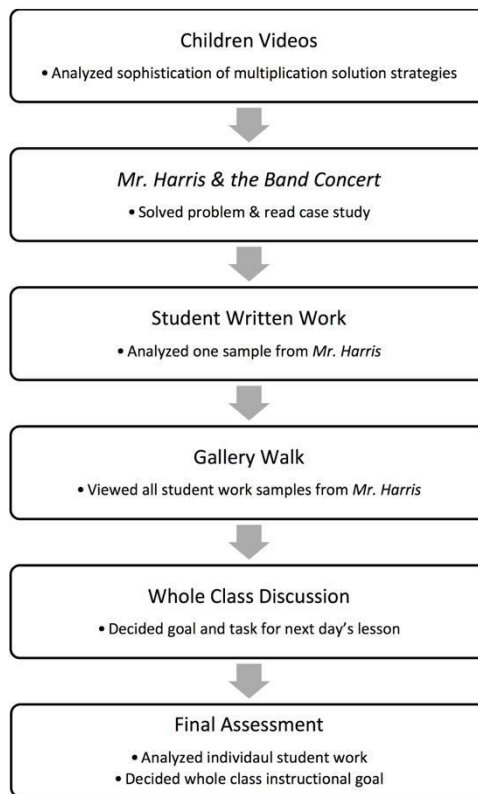 Children Videos
• Analyzed sophistication of multiplication solution strategies
Mr. Harris & the Band Concert
• Solved problem & read case study
Student Written Work
• Analyzed one sample from Mr. Harris
Gallery Walk
• Viewed all student work samples from Mr. Harris
Whole Class Discussion
• Decided goal and task for next day's lesson
Final Assessment
• Analyzed individaul student work
• Decided whole class instructional goal